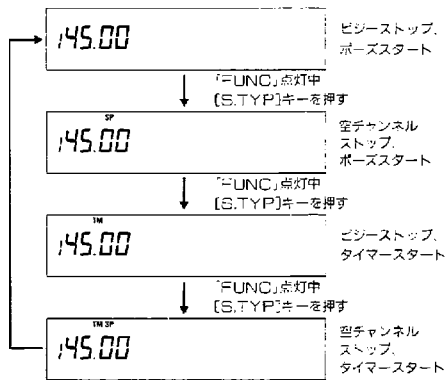 145.00
ビジーストップ、
ポーズスタート
「FUNC」点灯中
[S.TYP]キーを押す
SP
145.00
空チャンネル
ストップ、
ポーズスタート
「FUNC」点灯中
[S.TYP]キーを押す
TM
145.00
ビジーストップ、
タイマースタート
「FUNC」点灯中
[S.TYP]キーを押す
TM SP
145.00
空チャンネル
ストップ、
タイマースタート